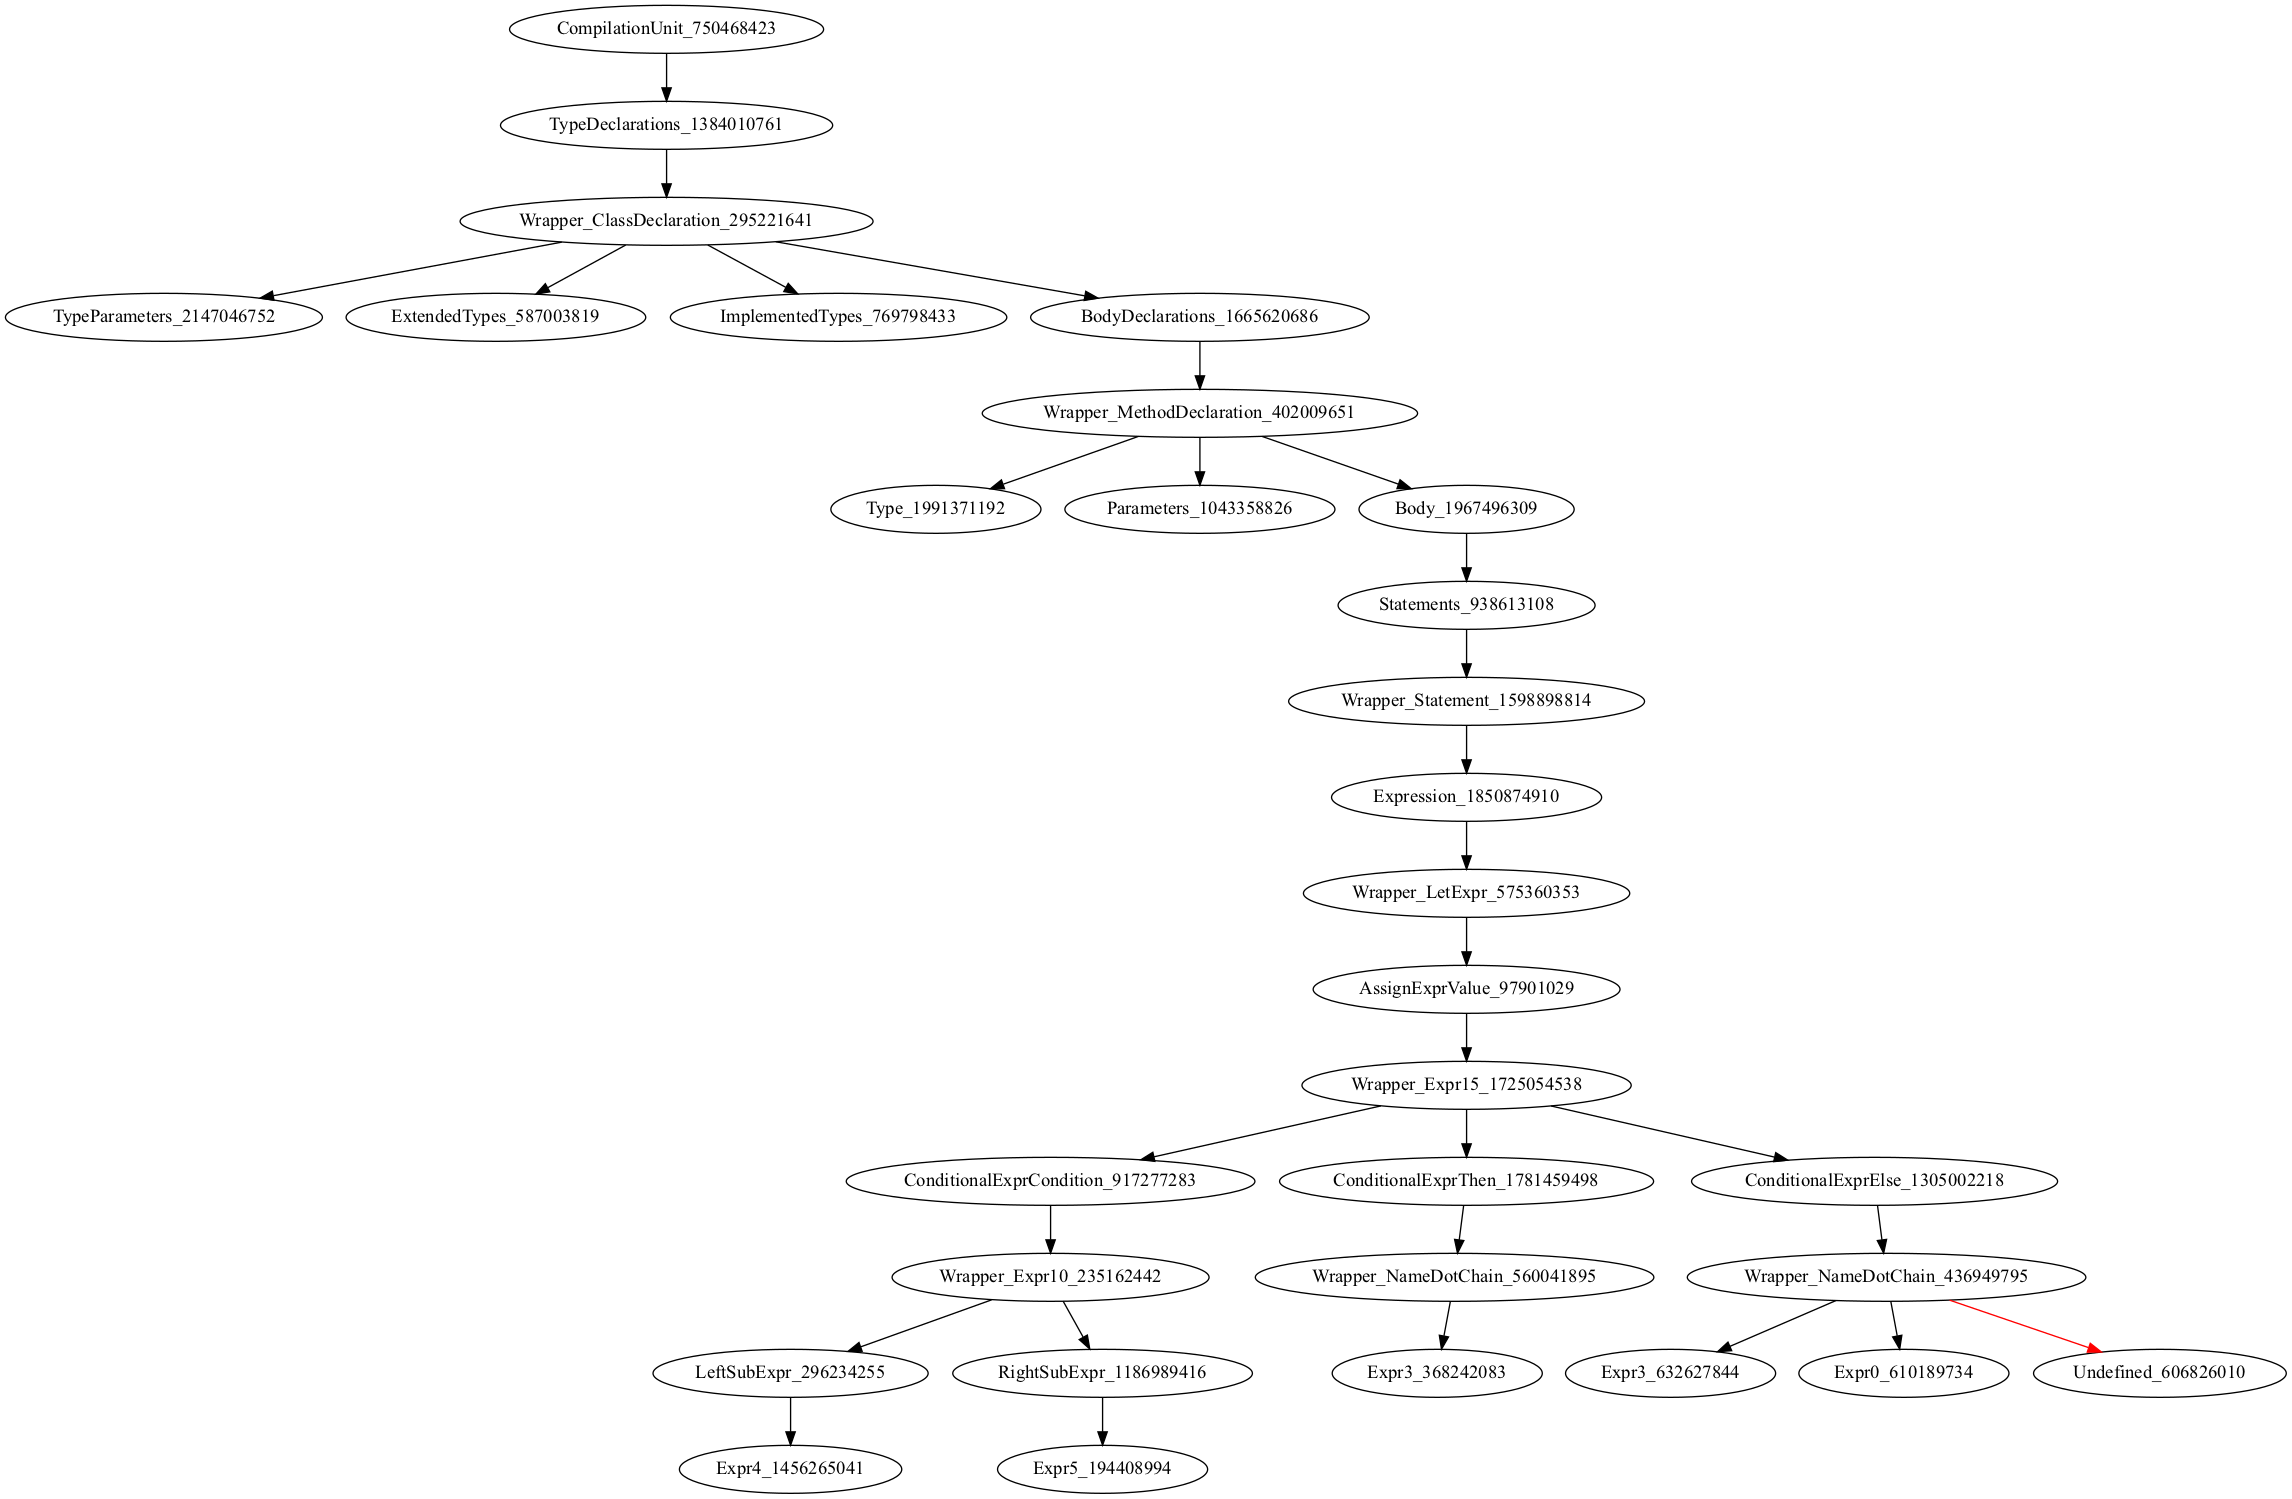 CompilationUnit_750468423
TypeDeclarations_1384010761
Wrapper_ClassDeclaration_295221641
TypeParameters_2147046752
ExtendedTypes_587003819
ImplementedTypes_769798433
BodyDeclarations_1665620686
Wrapper_MethodDeclaration_402009651
Type_1991371192
Parameters_1043358826
Body_1967496309
Statements_938613108
Wrapper_Statement_1598898814
Expression_1850874910
Wrapper_LetExpr_575360353
AssignExprValue_97901029
Wrapper_Expr15_1725054538
ConditionalExprCondition_917277283
ConditionalExprThen_1781459498
ConditionalExprElse_1305002218
Wrapper_Expr10_235162442
Wrapper_NameDotChain_560041895
Wrapper_NameDotChain_436949795
LeftSubExpr_296234255
RightSubExpr_1186989416
Expr3_368242083
Expr3_632627844
Expr0_610189734
Undefined_606826010
Expr4_1456265041
Expr5_194408994